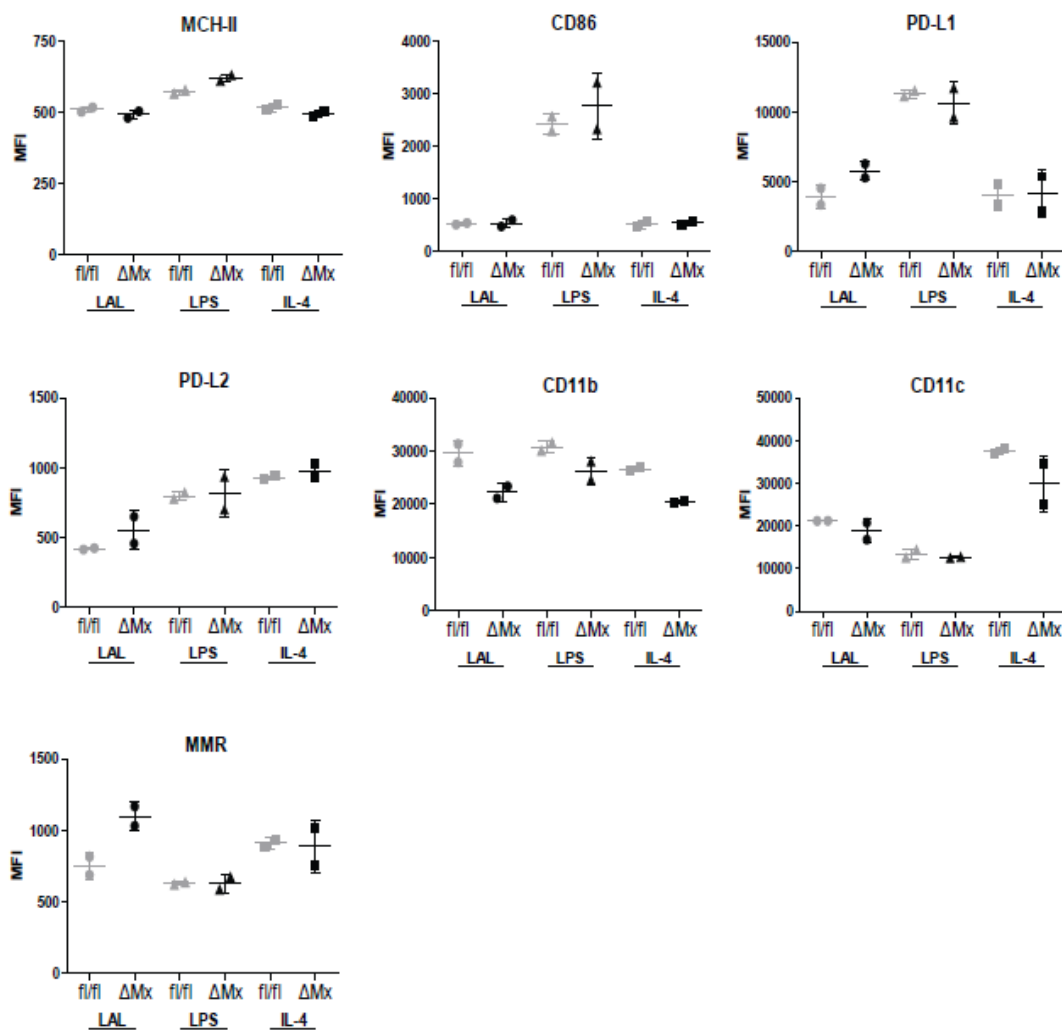 MCH-II
750
500
250
0
MFI
fl/fl ΔMx fl/fl ΔMx fl/fl ΔMx
LAL LPS IL-4
CD86
4000
3000
2000
1000
0
MFI
fl/fl ΔMx fl/fl ΔMx fl/fl ΔMx
LAL LPS IL-4
PD-L1
15000
10000
5000
0
MFI
fl/fl ΔMx fl/fl ΔMx fl/fl ΔMx
LAL LPS IL-4
PD-L2
1500
1000
500
0
MFI
fl/fl ΔMx fl/fl ΔMx fl/fl ΔMx
LAL LPS IL-4
CD11b
40000
30000
20000
10000
0
MFI
fl/fl ΔMx fl/fl ΔMx fl/fl ΔMx
LAL LPS IL-4
CD11c
50000
40000
30000
20000
10000
0
MFI
fl/fl ΔMx fl/fl ΔMx fl/fl ΔMx
LAL LPS IL-4
MMR
1500
1000
500
0
MFI
fl/fl ΔMx fl/fl ΔMx fl/fl ΔMx
LAL LPS IL-4